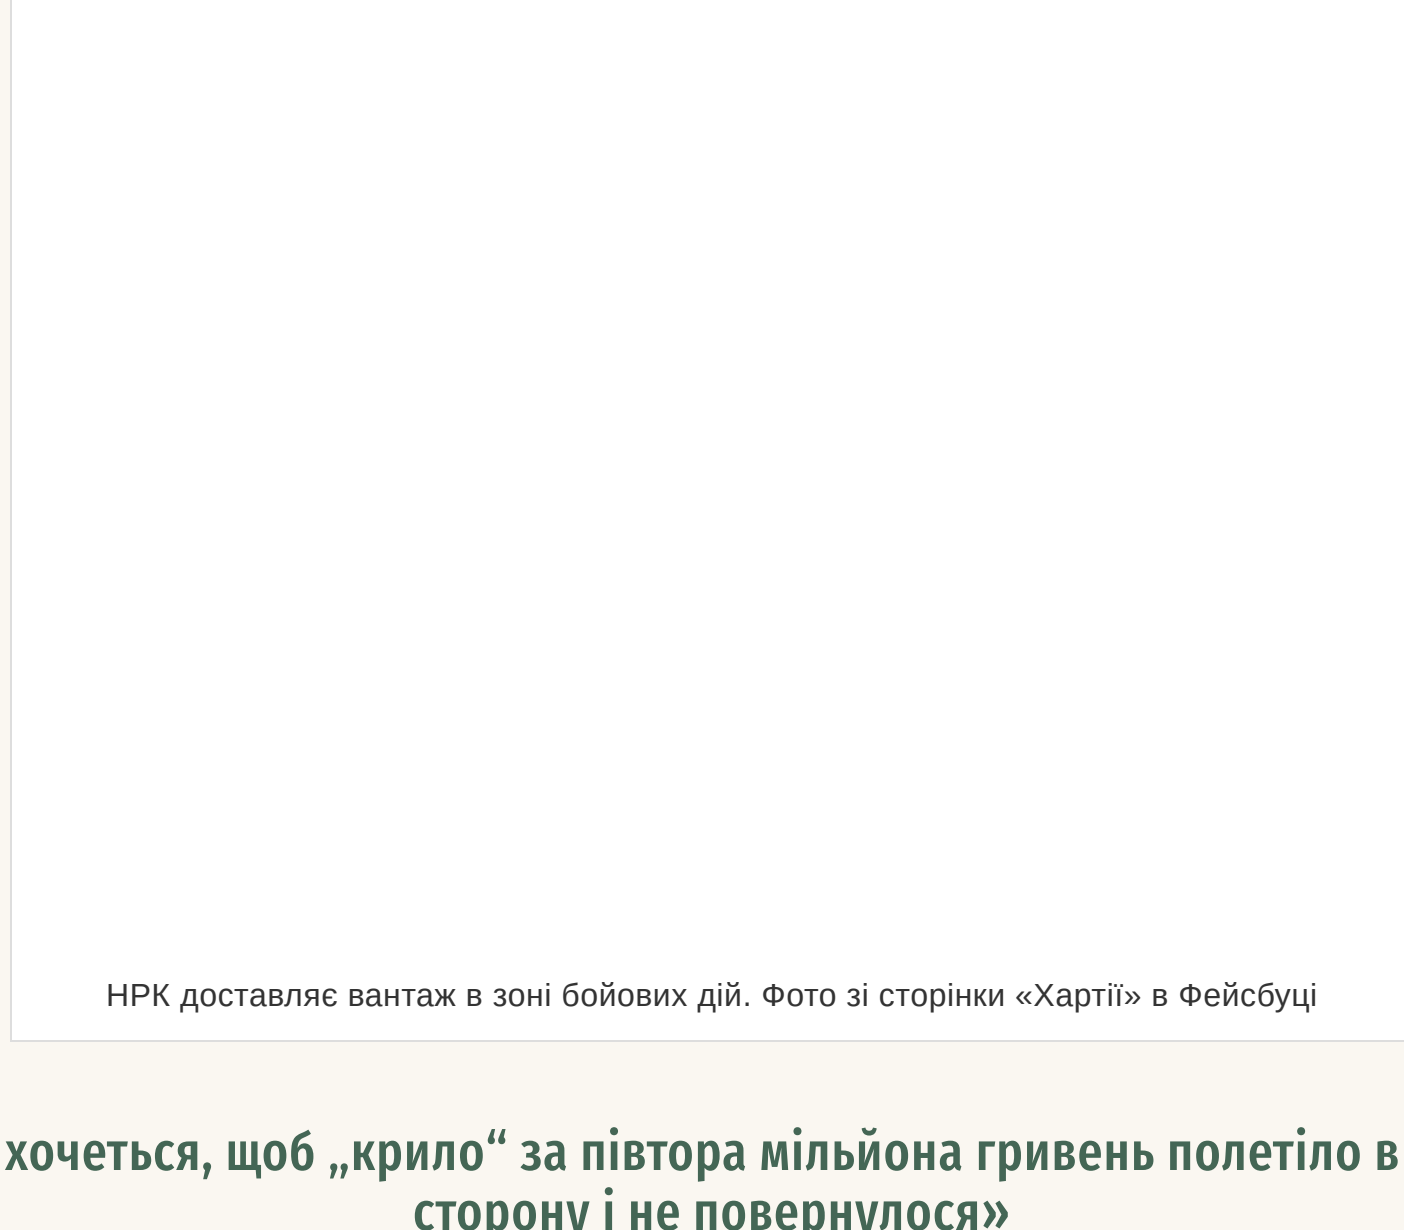 НРК доставляє вантаж в зоні бойових дій. Фото зі сторінки «Хартії» в Фейсбуці
хочеться, щоб „крило“ за півтора мільйона гривень полетіло в
сторону і не повернулося»